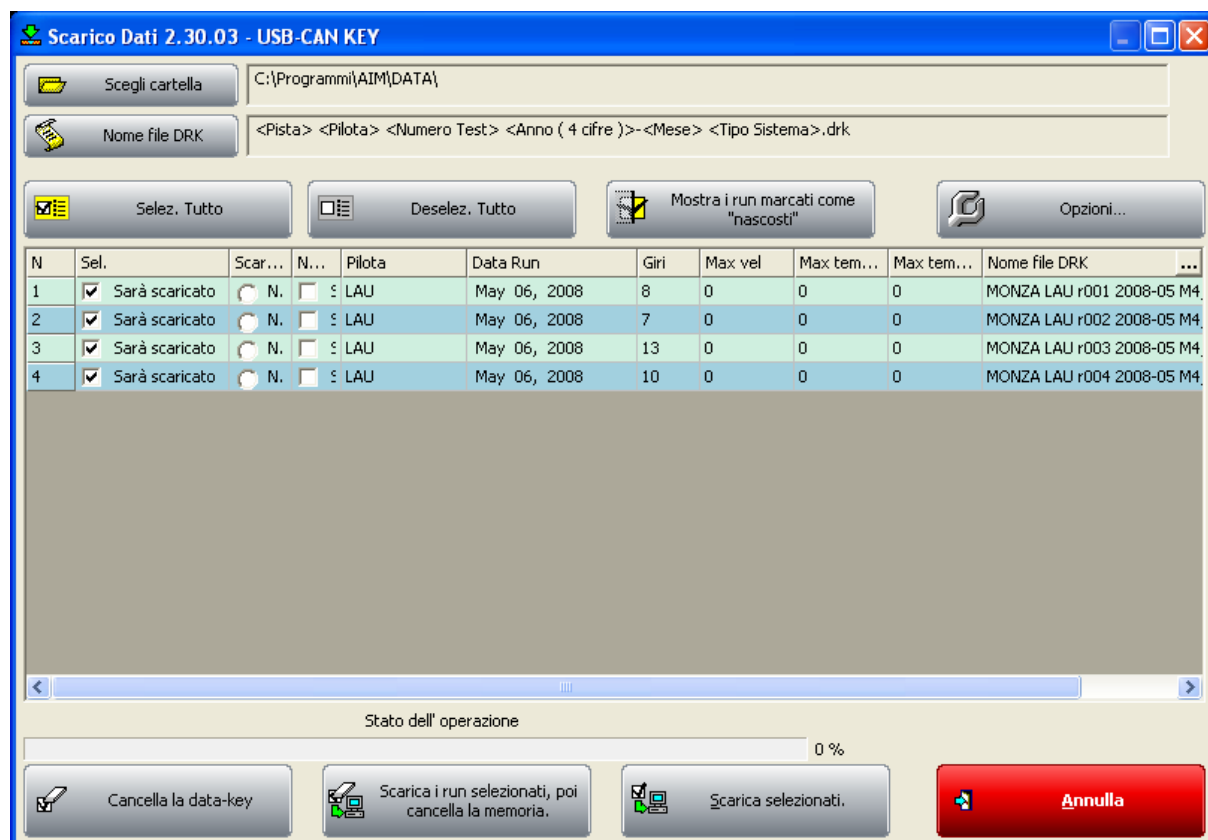 Scarico Dati 2.30.03 - USB-CAN KEY
Scegli cartella C:\Programmi\AIM\DATA\
Nome file DRK <Pista> <Pilota> <Numero Test> <Anno ( 4 cifre )>-<Mese> <Tipo Sistema>.drk
Selez. Tutto Deselez. Tutto Mostra i run marcati come
"nascosti" Opzioni...
N Sel. Scar... N... Pilota Data Run Giri Max vel Max tem... Max tem... Nome file DRK ...
1 Sarà scaricato N. S LAU May 06, 2008 8 0 0 0 MONZA LAU r001 2008-05 M4_
2 Sarà scaricato N. S LAU May 06, 2008 7 0 0 0 MONZA LAU r002 2008-05 M4_
3 Sarà scaricato N. S LAU May 06, 2008 13 0 0 0 MONZA LAU r003 2008-05 M4_
4 Sarà scaricato N. S LAU May 06, 2008 10 0 0 0 MONZA LAU r004 2008-05 M4_
Stato dell' operazione
0 %
Cancella la data-key Scarica i run selezionati, poi
cancella la memoria. Scarica selezionati. Annulla